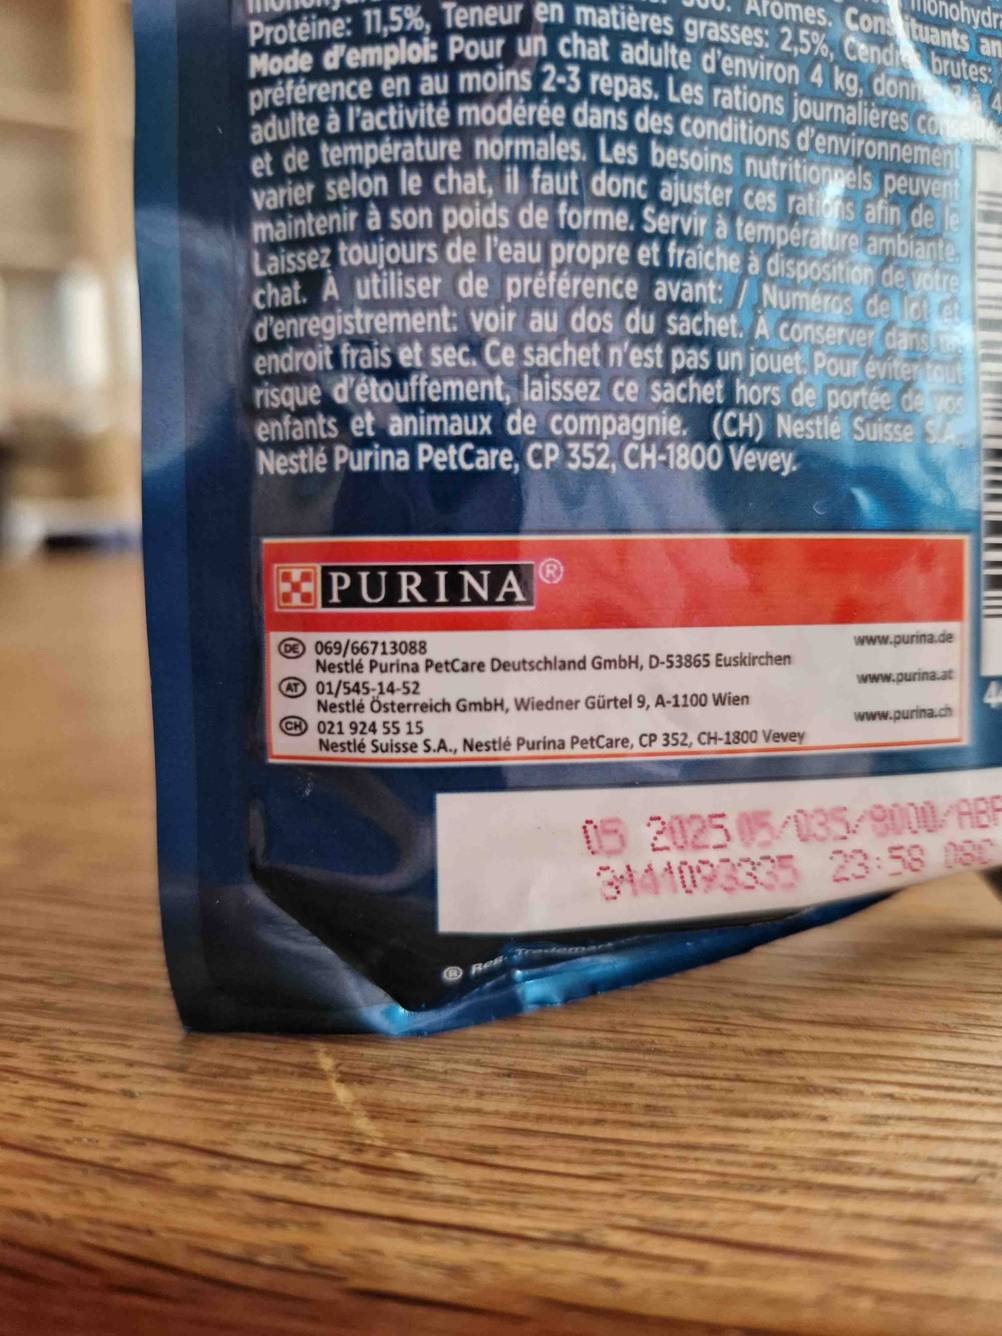 Aromes. Constituants
Protéine: 11,5%, Teneur en matières grasses: 2,5%, Cendres brutes:
Mode d'emploi: Pour un chat adulte d'environ 4 kg,
préférence en au moins 2-3 repas. Les rations journalières
adulte à l'activité modérée dans des conditions d'environnement
et de température normales. Les besoins nutritionnels peuvent
varier selon le chat, il faut donc ajuster ces rations afin de le
maintenir à son poids de forme. Servir à température ambiante.
Laissez toujours de l'eau propre et fraîche à disposition de votre
chat. À utiliser de préférence avant: / Numéros de lot et
d'enregistrement: voir au dos du sachet. À conserver dans un
endroit frais et sec. Ce sachet n'est pas un jouet. Pour éviter tout
risque d'étouffement, laissez ce sachet hors de portée de vos
enfants et animaux de compagnie. (CH) Nestlé Suisse S.A.,
Nestlé Purina PetCare, CP 352, CH-1800 Vevey.
PURINA®
DE 069/66713088 www.purina.de
Nestlé Purina PetCare Deutschland GmbH, D-53865 Euskirchen
AT 01/545-14-52 www.purina.at
Nestlé Österreich GmbH, Wiedner Gürtel 9, A-1100 Wien
CH 021 924 55 15 www.purina.ch
Nestlé Suisse S.A., Nestlé Purina PetCare, CP 352, CH-1800 Vevey
05 2025 05/035/8000/ABF
3441093335 23:58 08C
® Reg. Trademark